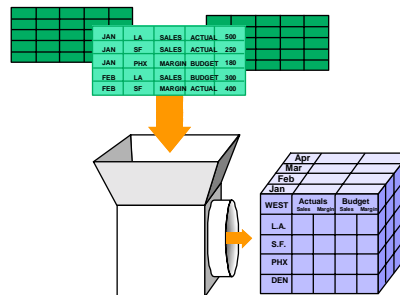 JAN LA SALES ACTUAL 500
JAN SF SALES ACTUAL 250
JAN PHX MARGIN BUDGET 180
FEB LA SALES BUDGET 300
FEB SF MARGIN ACTUAL 400
Apr
Mar
Feb
Jan
WEST Actuals Budget
Sales Margin Sales Margin
L.A.
S.F.
PHX
DEN